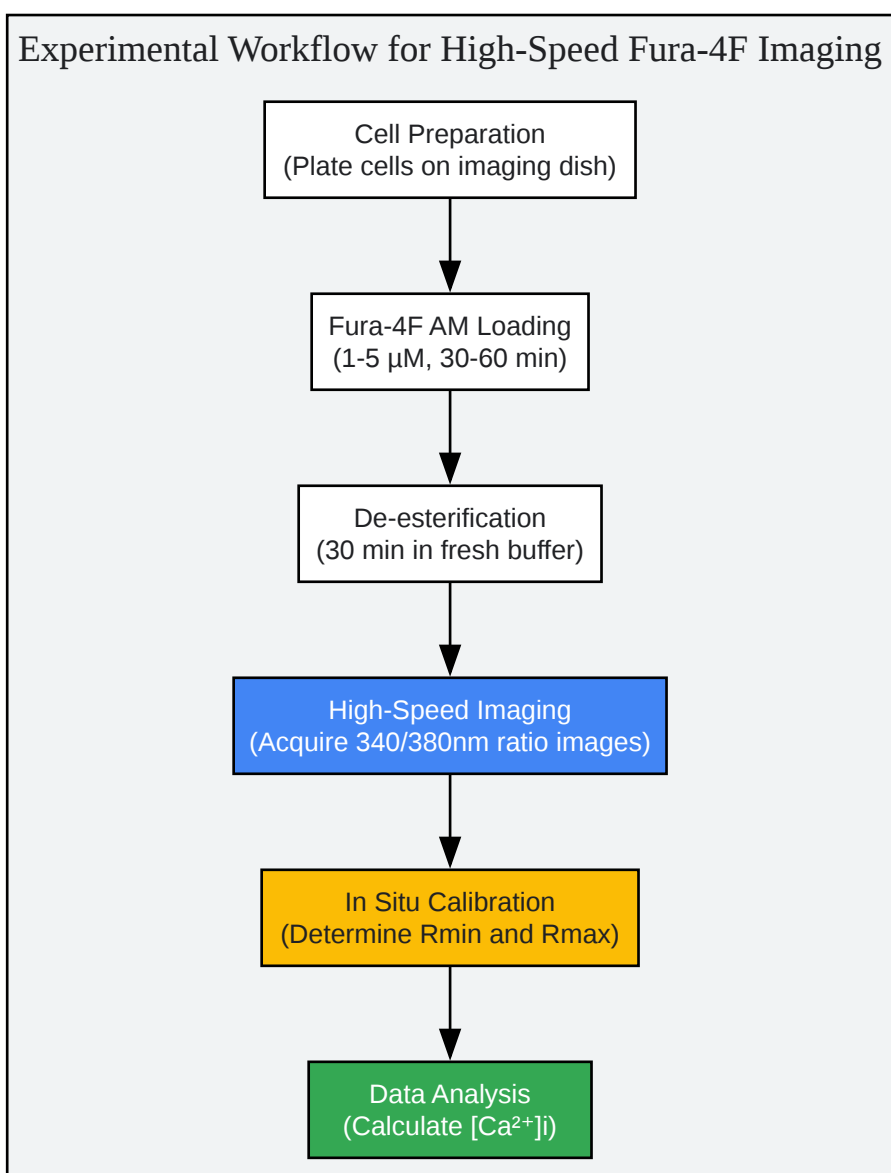 Experimental Workflow for High-Speed Fura-4F Imaging
Cell Preparation
(Plate cells on imaging dish)
Fura-4F AM Loading
(1-5 µM, 30-60 min)
De-esterification
(30 min in fresh buffer)
High-Speed Imaging
(Acquire 340/380nm ratio images)
In Situ Calibration
(Determine Rmin and Rmax)
Data Analysis
(Calculate [Ca²⁺]i)